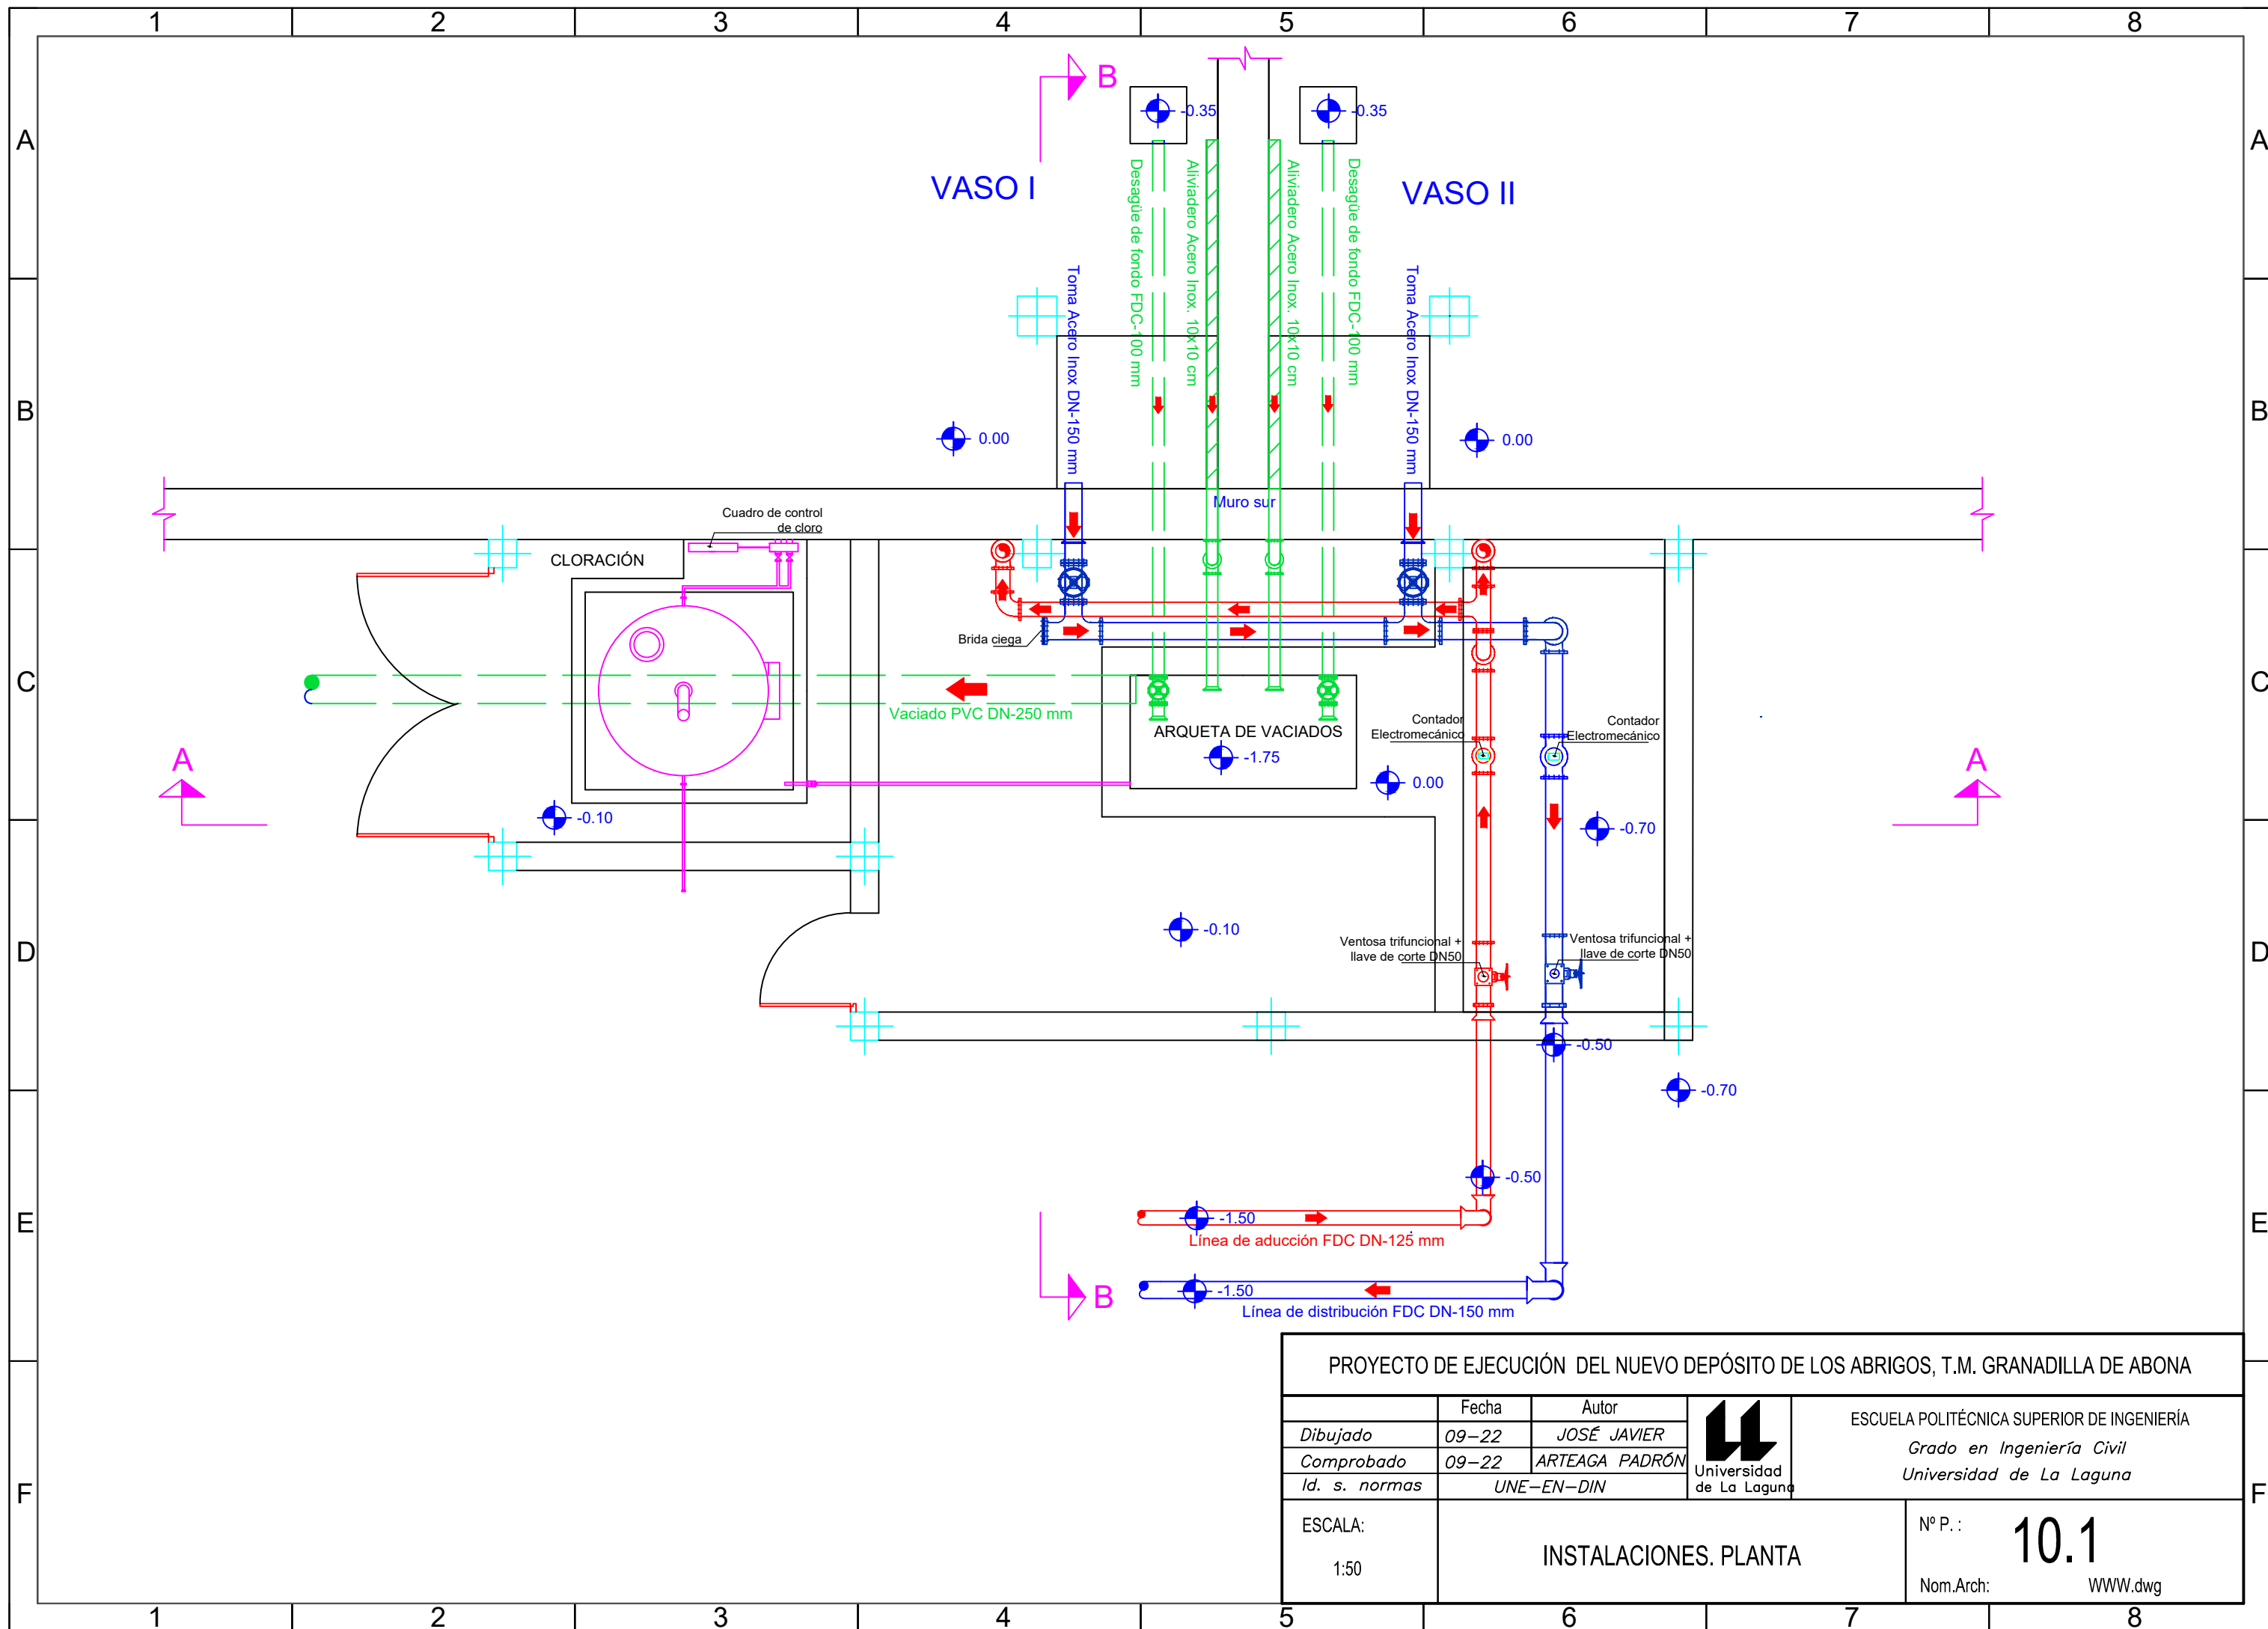 1 2 3 4 5 6 7 8
A A
B
-0.35 -0.35
VASO I VASO II
Desagüe de fondo FDC-100 mm
Aliviadero Acero Inox. 10x10 cm
Aliviadero Acero Inox. 10x10 cm
Desagüe de fondo FDC-100 mm
Toma Acero Inox DN-150 mm
Toma Acero Inox DN-150 mm
B B
0.00 0.00
Muro sur
Cuadro de control
de cloro
CLORACIÓN
Brida ciega
C C
Vaciado PVC DN-250 mm
ARQUETA DE VACIADOS
-1.75
Contador
Electromecánico
Contador
Electromecánico
A A
0.00
-0.10
-0.70
-0.10
Ventosa trifuncional +
llave de corte DN50
Ventosa trifuncional +
llave de corte DN50
D D
-0.50
-0.70
-0.50
E E
-1.50
Línea de aducción FDC DN-125 mm
B
-1.50
Línea de distribución FDC DN-150 mm
PROYECTO DE EJECUCIÓN DEL NUEVO DEPÓSITO DE LOS ABRIGOS, T.M. GRANADILLA DE ABONA
Fecha Autor
Dibujado 09-22 JOSÉ JAVIER
Comprobado 09-22 ARTEAGA PADRÓN
Id. s. normas UNE-EN-DIN
Universidad
de La Laguna
ESCUELA POLITÉCNICA SUPERIOR DE INGENIERÍA
Grado en Ingeniería Civil
Universidad de La Laguna
F F
ESCALA:
1:50
INSTALACIONES. PLANTA
Nº P. : 10.1
Nom.Arch: WWW.dwg
1 2 3 4 5 6 7 8